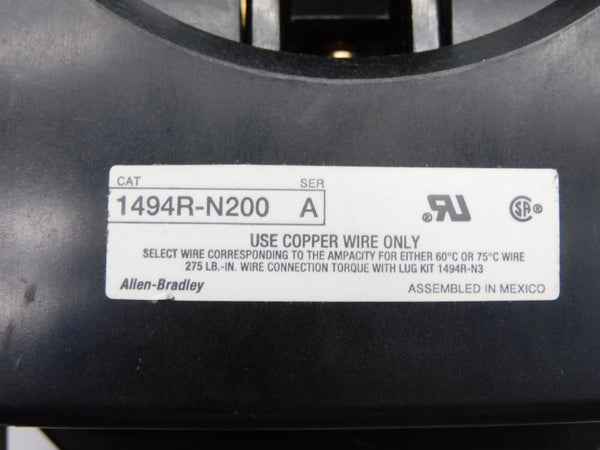 CAT SER
1494R-N200 A
USE COPPER WIRE ONLY
SELECT WIRE CORRESPONDING TO THE AMPACITY FOR EITHER 60°C OR 75°C WIRE
275 LB.-IN. WIRE CONNECTION TORQUE WITH LUG KIT 1494R-N3
Allen-Bradley ASSEMBLED IN MEXICO